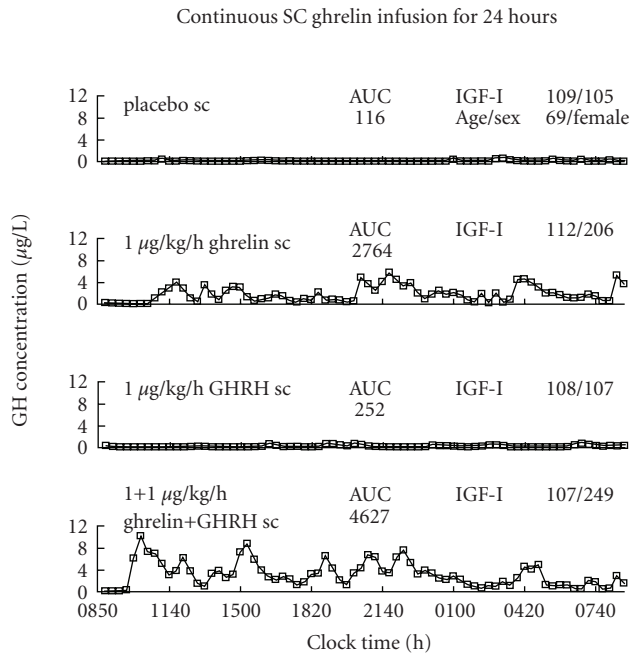 Continuous SC ghrelin infusion for 24 hours
GH concentration (µg/L)
12
8
4
0
placebo sc AUC IGF-I 109/105
116 Age/sex 69/female
12
8
4
0
1 µg/kg/h ghrelin sc AUC IGF-I 112/206
2764
12
8
4
0
1 µg/kg/h GHRH sc AUC IGF-I 108/107
252
12
8
4
0
1+1 µg/kg/h AUC IGF-I 107/249
ghrelin+GHRH sc 4627
0850 1140 1500 1820 2140 0100 0420 0740
Clock time (h)